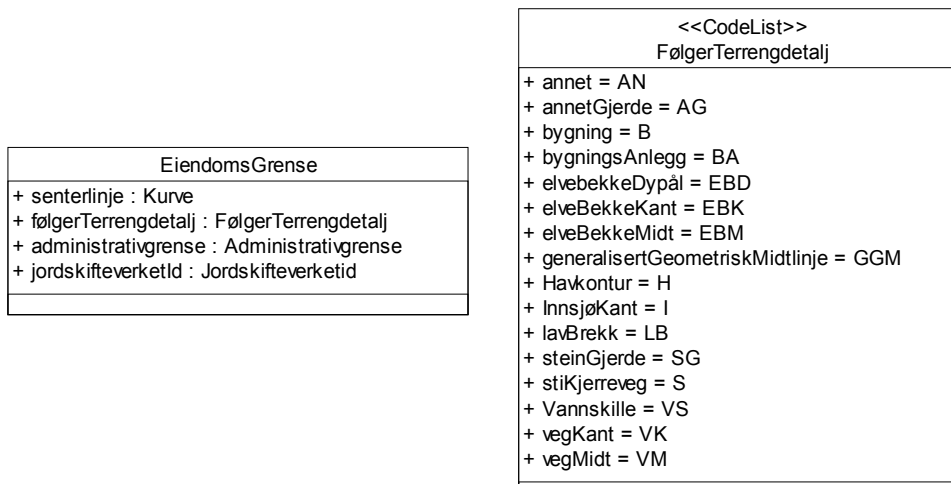 EiendomsGrense
+ senterlinje : Kurve
+ følgerTerrengdetalj : FølgerTerrengdetalj
+ administrativgrense : Administrativgrense
+ jordskifteverketId : Jordskifteverketid
<<CodeList>>
FølgerTerrengdetalj
+ annet = AN
+ annetGjerde = AG
+ bygning = B
+ bygningsAnlegg = BA
+ elvebekkeDypål = EBD
+ elveBekkeKant = EBK
+ elveBekkeMidt = EBM
+ generalisertGeometriskMidtlinje = GGM
+ Havkontur = H
+ InnsjøKant = I
+ lavBrekk = LB
+ steinGjerde = SG
+ stiKjerreveg = S
+ Vannskille = VS
+ vegKant = VK
+ vegMidt = VM